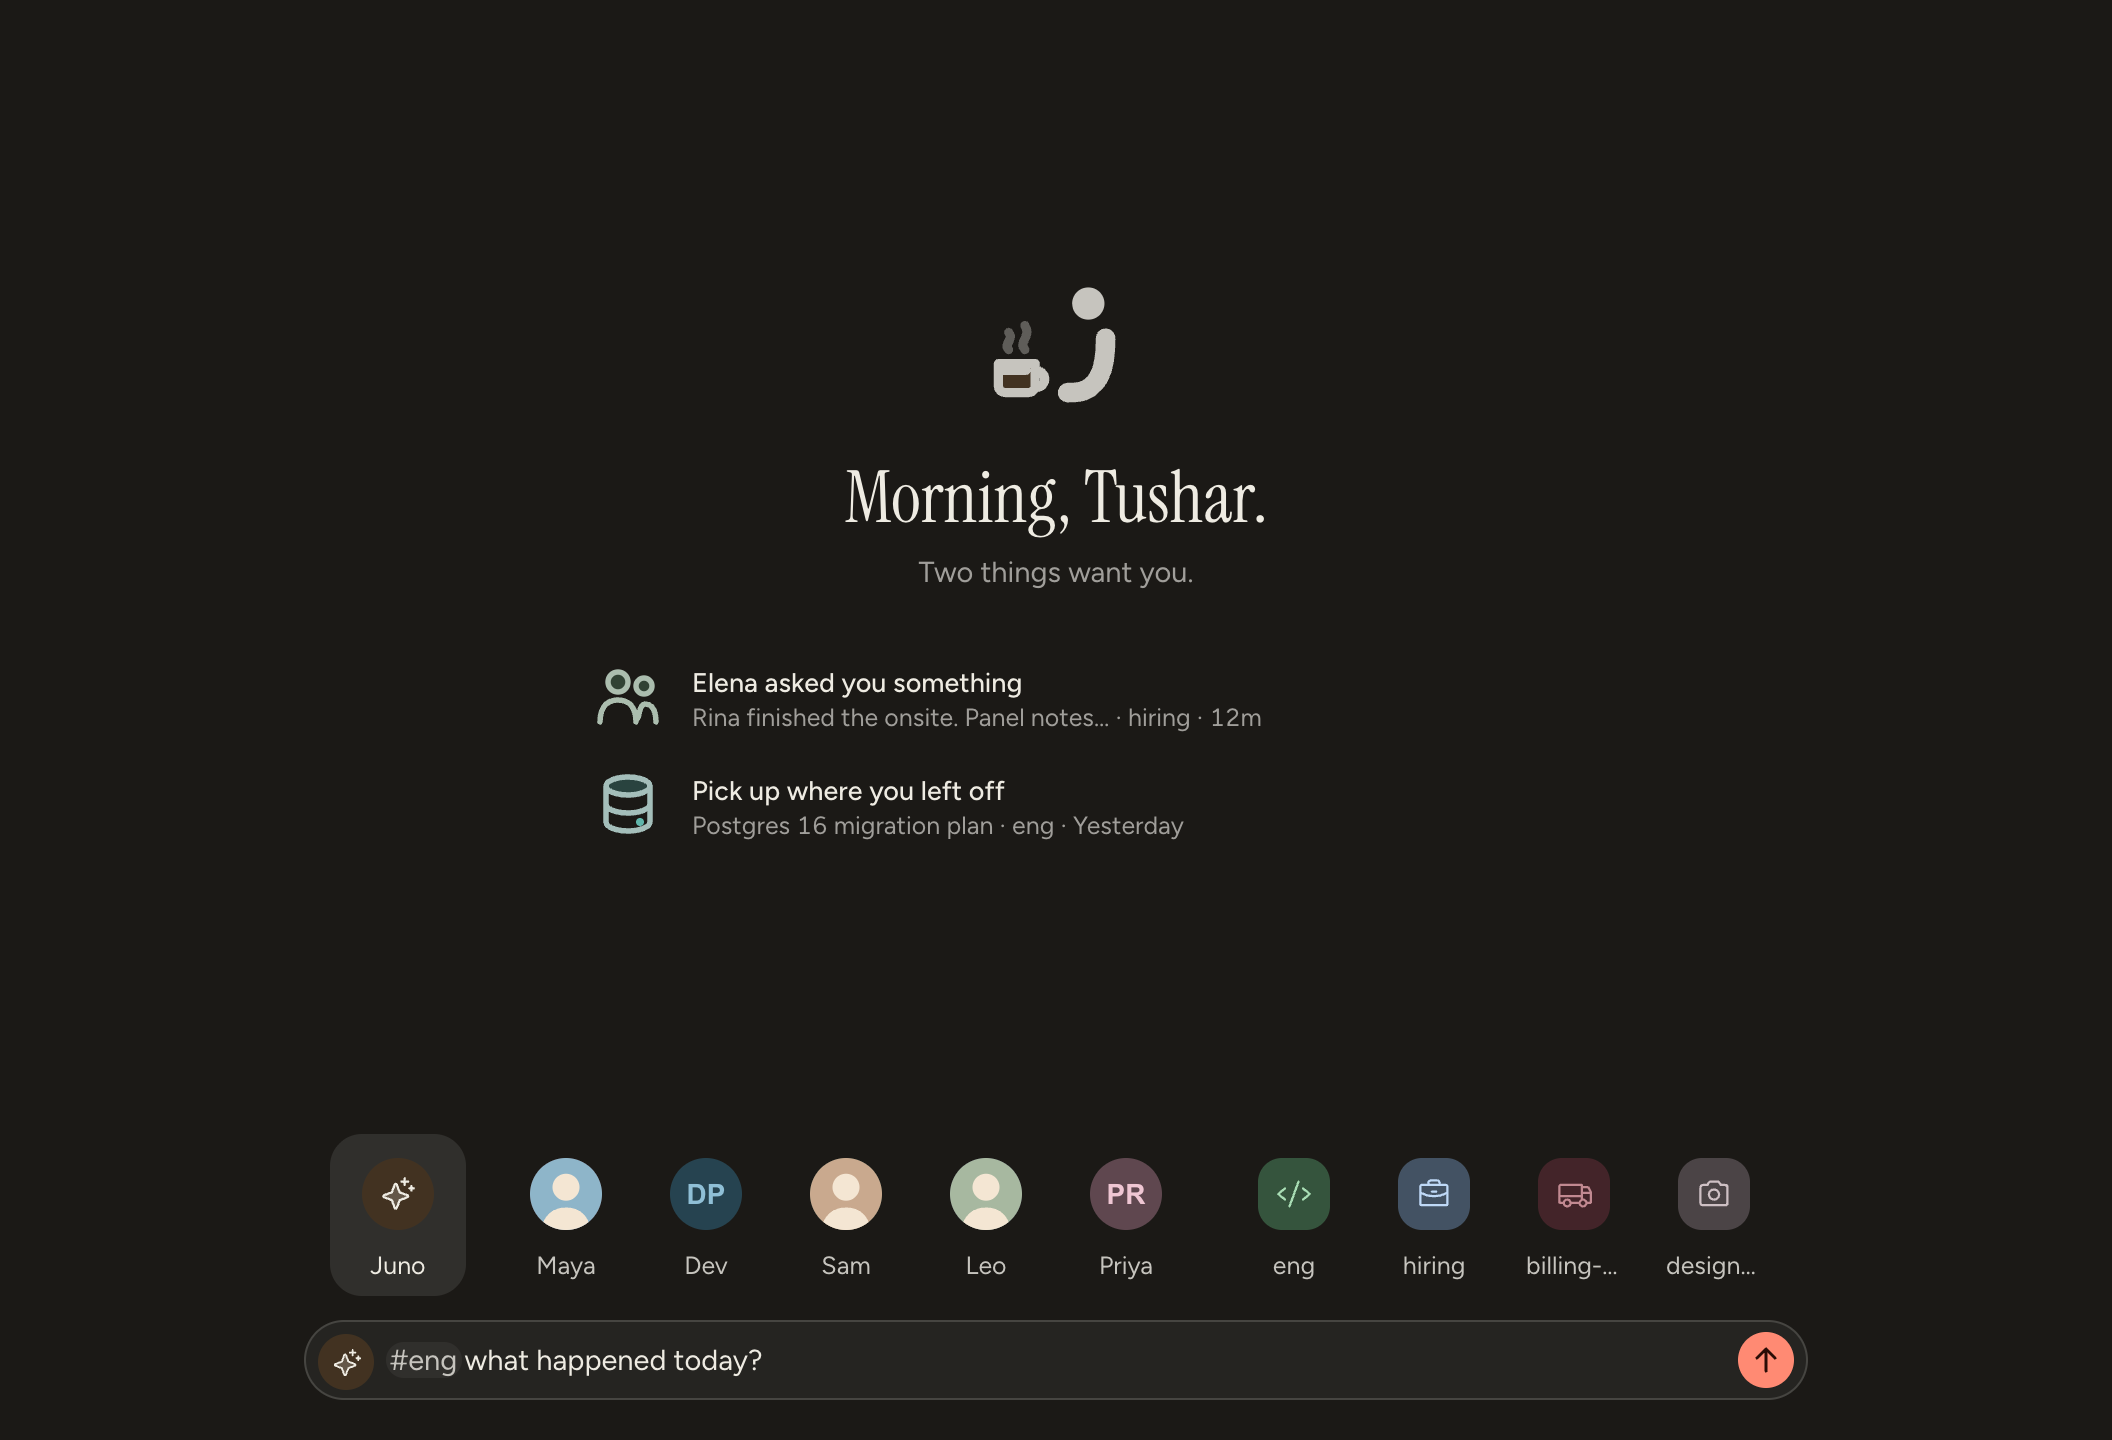 Morning, Tushar.
Two things want you.
Elena asked you something
Rina finished the onsite. Panel notes... · hiring · 12m
Pick up where you left off
Postgres 16 migration plan · eng · Yesterday
DP
PR
Juno
Maya
Dev
Sam
Leo
Priya
eng
hiring
billing-...
design...
#eng what happened today?